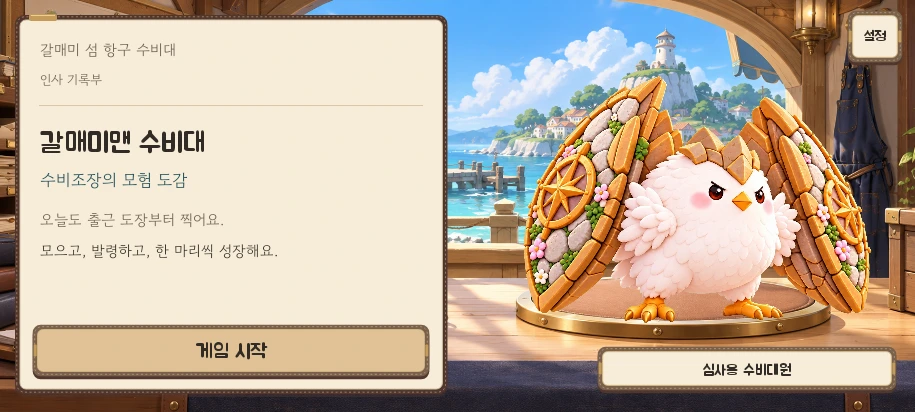 갈매미 섬 항구 수비대
인사 기록부
갈매미맨 수비대
수비조장의 모험 도감
오늘도 출근 도장부터 찍어요.
모으고, 발령하고, 한 마리씩 성장해요.
게임 시작
설정
심사용 수비대원